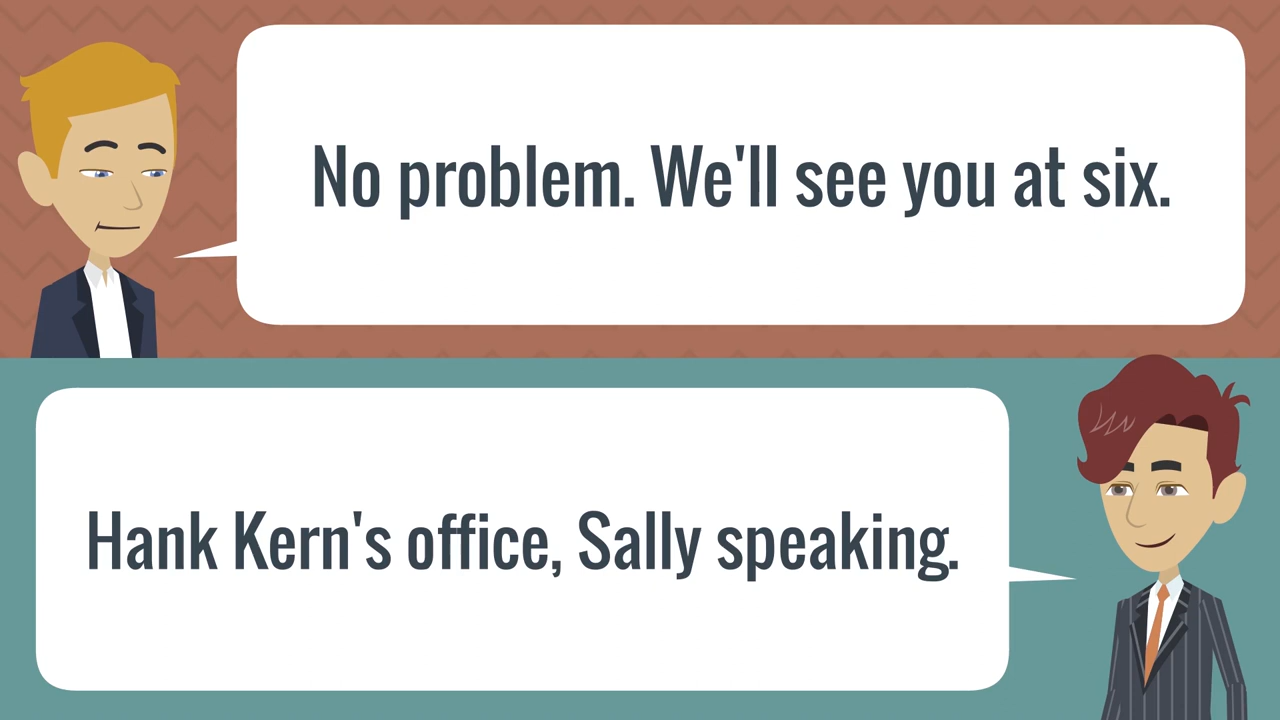 No problem. We'll see you at six.
Hank Kern's office, Sally speaking.